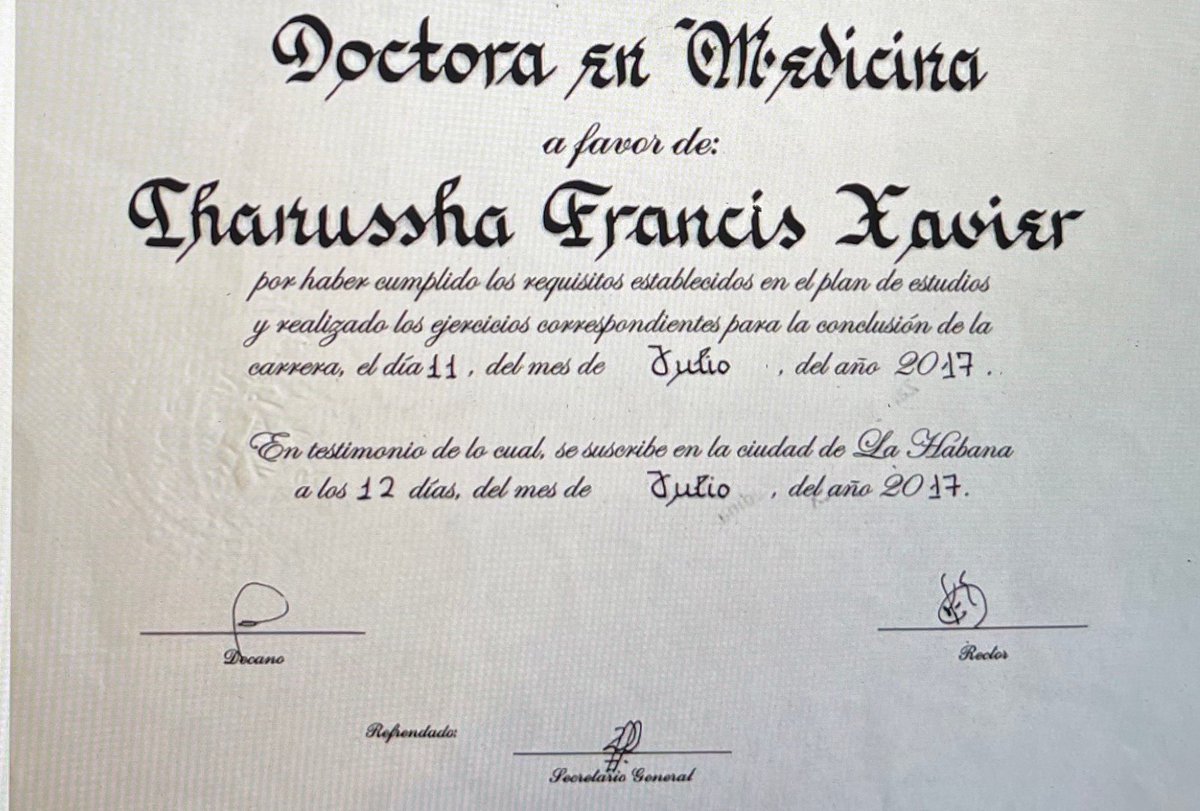 Doctora en Medicina
a favor de:
Tharussha Francis Xavier
por haber cumplido los requisitos establecidos en el plan de estudios
y realizado los ejercicios correspondientes para la conclusión de la
carrera, el día 11, del mes de Julio, del año 2017.
En testimonio de lo cual, se suscribe en la ciudad de La Habana
a los 12 días, del mes de Julio, del año 2017.
Decano
Rector
Refrendado:
Secretario General